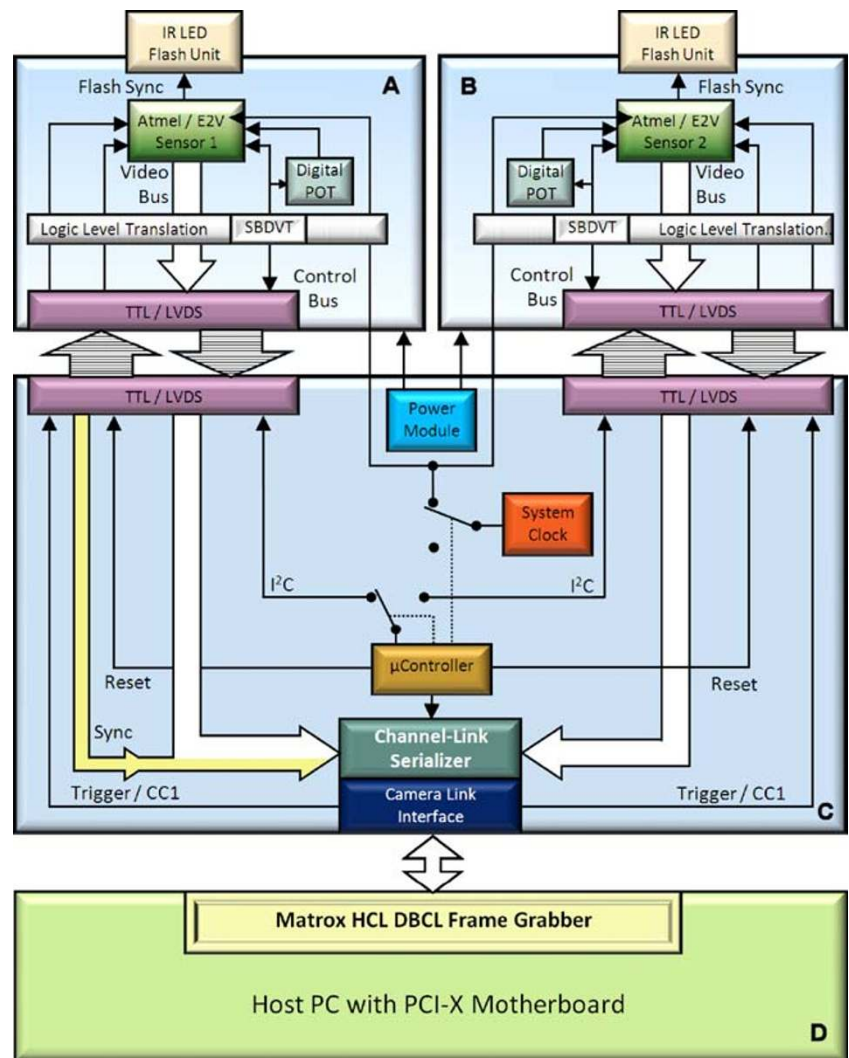 IR LED
Flash Unit
IR LED
Flash Unit
A
B
Flash Sync
Flash Sync
Atmel / E2V
Sensor 1
Atmel / E2V
Sensor 2
Video
Bus
Digital
POT
Digital
POT
Video
Bus
Logic Level Translation
SBDVT
SBDVT
Logic Level Translation..
Control
Bus
Control
Bus
TTL / LVDS
TTL / LVDS
TTL / LVDS
TTL / LVDS
Power
Module
System
Clock
I²C
I²C
µController
Reset
Reset
Sync
Channel-Link
Serializer
Trigger / CC1
Camera Link
Interface
Trigger / CC1
C
Matrox HCL DBCL Frame Grabber
Host PC with PCI-X Motherboard
D